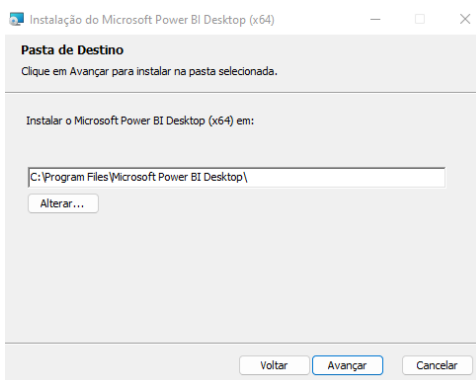 Instalação do Microsoft Power BI Desktop (x64)
Pasta de Destino
Clique em Avançar para instalar na pasta selecionada.
Instalar o Microsoft Power BI Desktop (x64) em:
C:\Program Files\Microsoft Power BI Desktop\
Alterar...
Voltar Avançar Cancelar